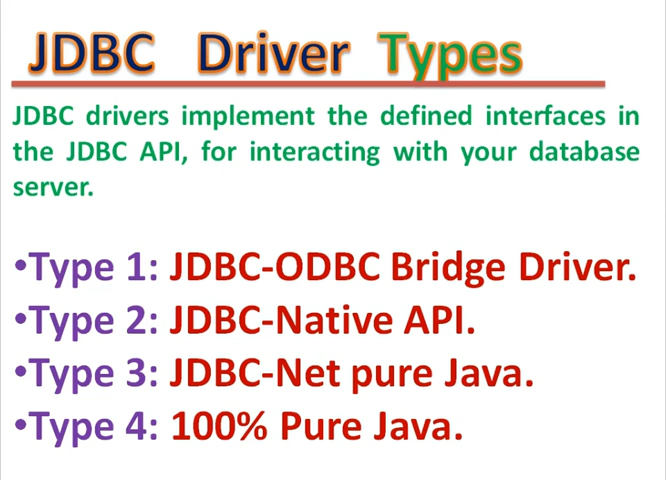 JDBC Driver Types
JDBC drivers implement the defined interfaces in
the JDBC API, for interacting with your database
server.
•Type 1: JDBC-ODBC Bridge Driver.
•Type 2: JDBC-Native API.
•Type 3: JDBC-Net pure Java.
•Type 4: 100% Pure Java.